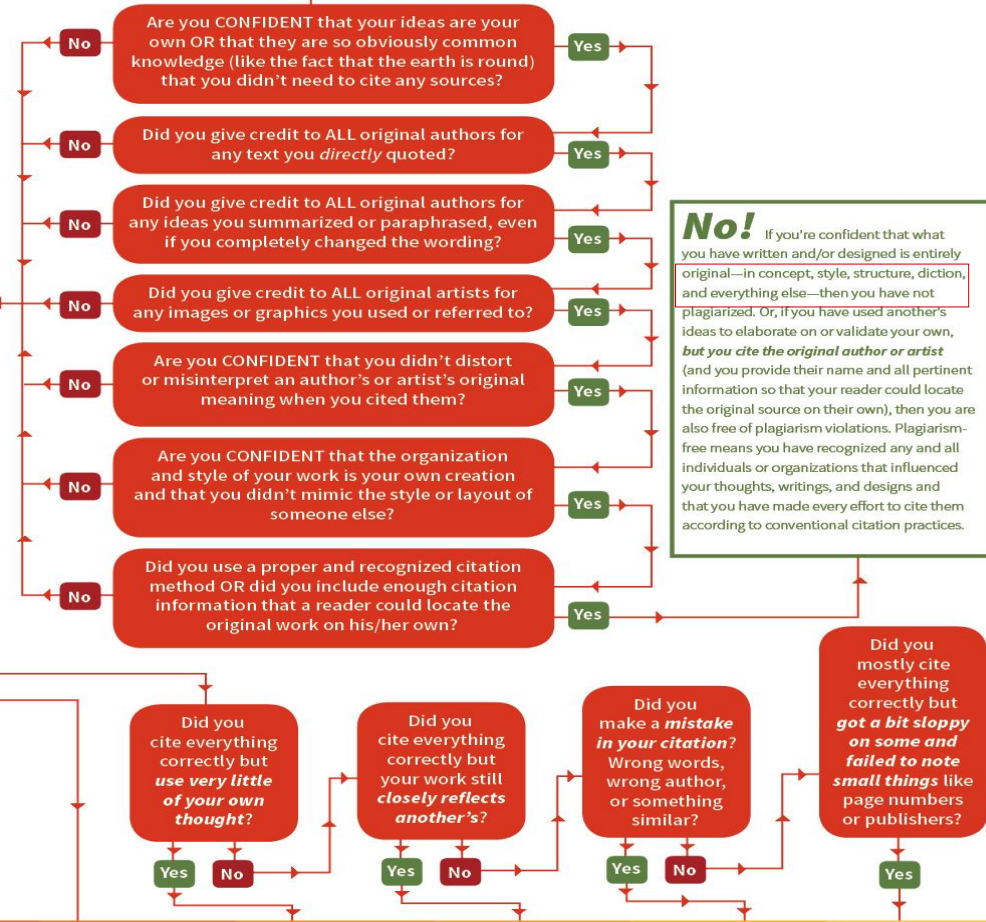 Are you CONFIDENT that your ideas are your
own OR that they are so obviously common
knowledge (like the fact that the earth is round)
that you didn't need to cite any sources?
No
Yes
Did you give credit to ALL original authors for
any text you directly quoted?
No
Yes
Did you give credit to ALL original authors for
any ideas you summarized or paraphrased, even
if you completely changed the wording?
No
Yes
Did you give credit to ALL original artists for
any images or graphics you used or referred to?
No
Yes
Are you CONFIDENT that you didn't distort
or misinterpret an author's or artist's original
meaning when you cited them?
No
Yes
Are you CONFIDENT that the organization
and style of your work is your own creation
and that you didn't mimic the style or layout of
someone else?
No
Yes
Did you use a proper and recognized citation
method OR did you include enough citation
information that a reader could locate the
original work on his/her own?
No
Yes
No! If you're confident that what
you have written and/or designed is entirely
original—in concept, style, structure, diction,
and everything else—then you have not
plagiarized. Or, if you have used another's
ideas to elaborate on or validate your own,
but you cite the original author or artist
(and you provide their name and all pertinent
information so that your reader could locate
the original source on their own), then you are
also free of plagiarism violations. Plagiarism-
free means you have recognized any and all
individuals or organizations that influenced
your thoughts, writings, and designs and
that you have made every effort to cite them
according to conventional citation practices.
Did you
cite everything
correctly but
use very little
of your own
thought?
Yes
No
Did you
cite everything
correctly but
your work still
closely reflects
another's?
Yes
No
Did you
make a mistake
in your citation?
Wrong words,
wrong author,
or something
similar?
Yes
No
Did you
mostly cite
everything
correctly but
got a bit sloppy
on some and
failed to note
small things like
page numbers
or publishers?
Yes